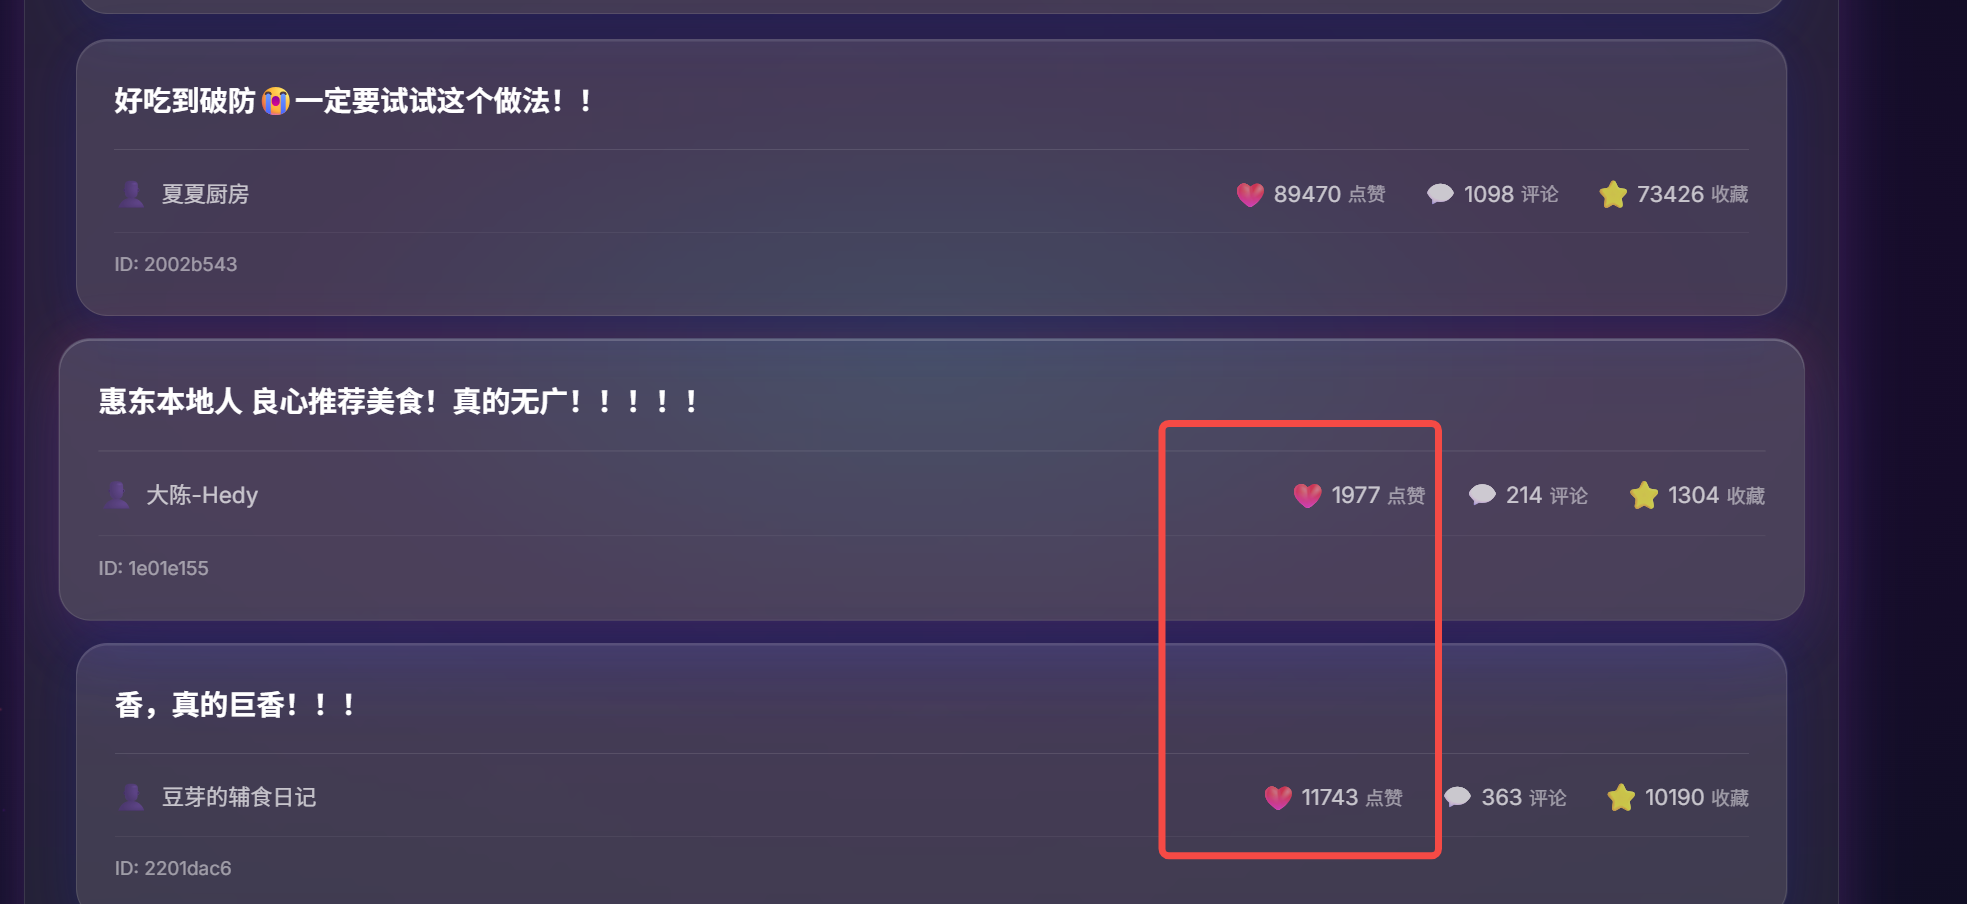 好吃到破防😭一定要试试这个做法！！
夏夏厨房
89470 点赞 1098 评论 73426 收藏
ID: 2002b543
惠东本地人 良心推荐美食！真的无广！！！！！
大陈-Hedy
1977 点赞 214 评论 1304 收藏
ID: 1e01e155
香，真的巨香！！！
豆芽的辅食日记
11743 点赞 363 评论 10190 收藏
ID: 2201dac6